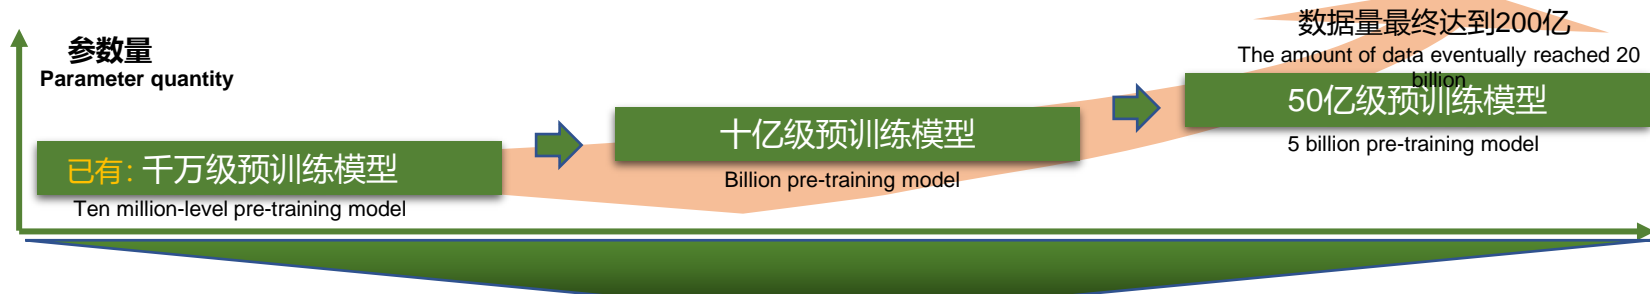 参数量
Parameter quantity
已有: 千万级预训练模型
Ten million-level pre-training model
十亿级预训练模型
Billion pre-training model
数据量最终达到200亿
The amount of data eventually reached 20
billion
50亿级预训练模型
5 billion pre-training model